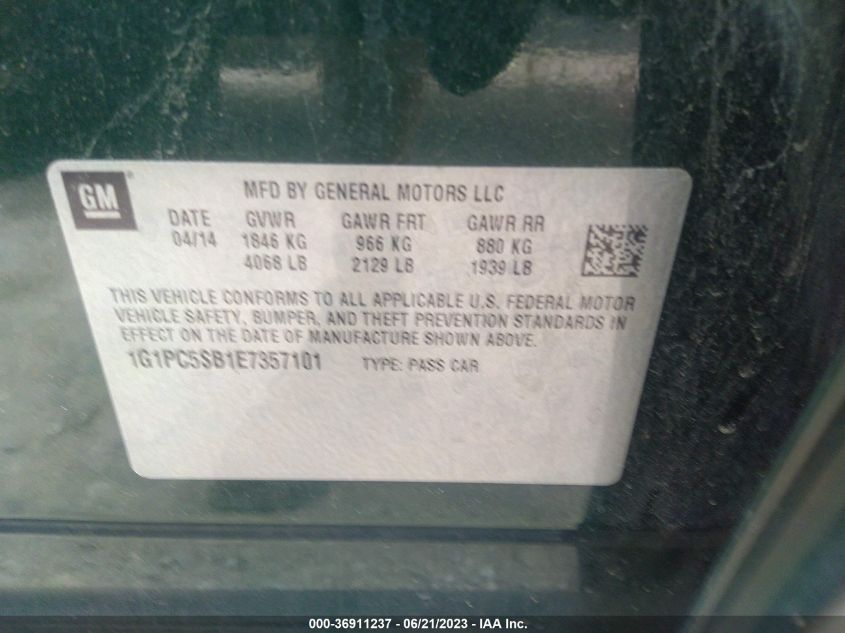 GM
MFD BY GENERAL MOTORS LLC
DATE GVWR GAWR FRT GAWR RR
04/14 1846 KG 966 KG 880 KG
4068 LB 2129 LB 1939 LB
THIS VEHICLE CONFORMS TO ALL APPLICABLE U.S. FEDERAL MOTOR
VEHICLE SAFETY, BUMPER, AND THEFT PREVENTION STANDARDS IN
EFFECT ON THE DATE OF MANUFACTURE SHOWN ABOVE.
1G1PC5SB1E7357101 TYPE: PASS CAR
000-36911237 - 06/21/2023 - IAA Inc.